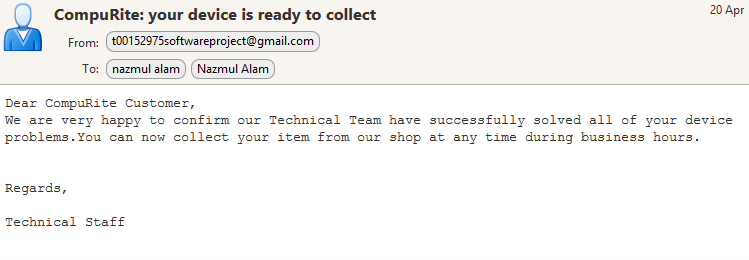 CompuRite: your device is ready to collect
20 Apr
From: t00152975softwareproject@gmail.com
To: nazmul alam Nazmul Alam
Dear CompuRite Customer,
We are very happy to confirm our Technical Team have successfully solved all of your device
problems.You can now collect your item from our shop at any time during business hours.
Regards,
Technical Staff